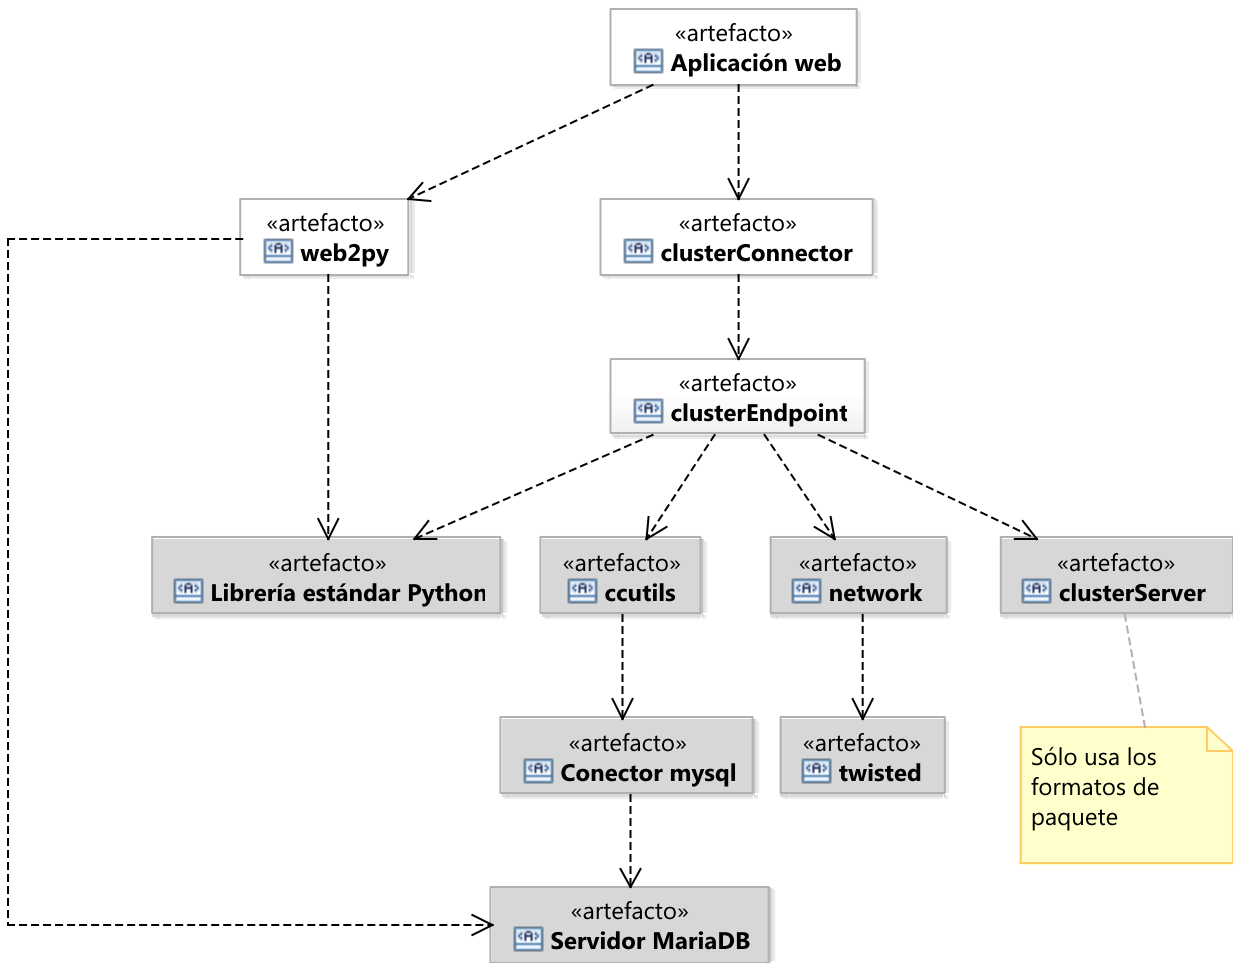 «artefacto»
Aplicación web
«artefacto»
web2py
«artefacto»
clusterConnector
«artefacto»
clusterEndpoint
«artefacto»
Librería estándar Python
«artefacto»
ccutils
«artefacto»
network
«artefacto»
clusterServer
«artefacto»
Conector mysql
«artefacto»
twisted
Sólo usa los
formatos de
paquete
«artefacto»
Servidor MariaDB